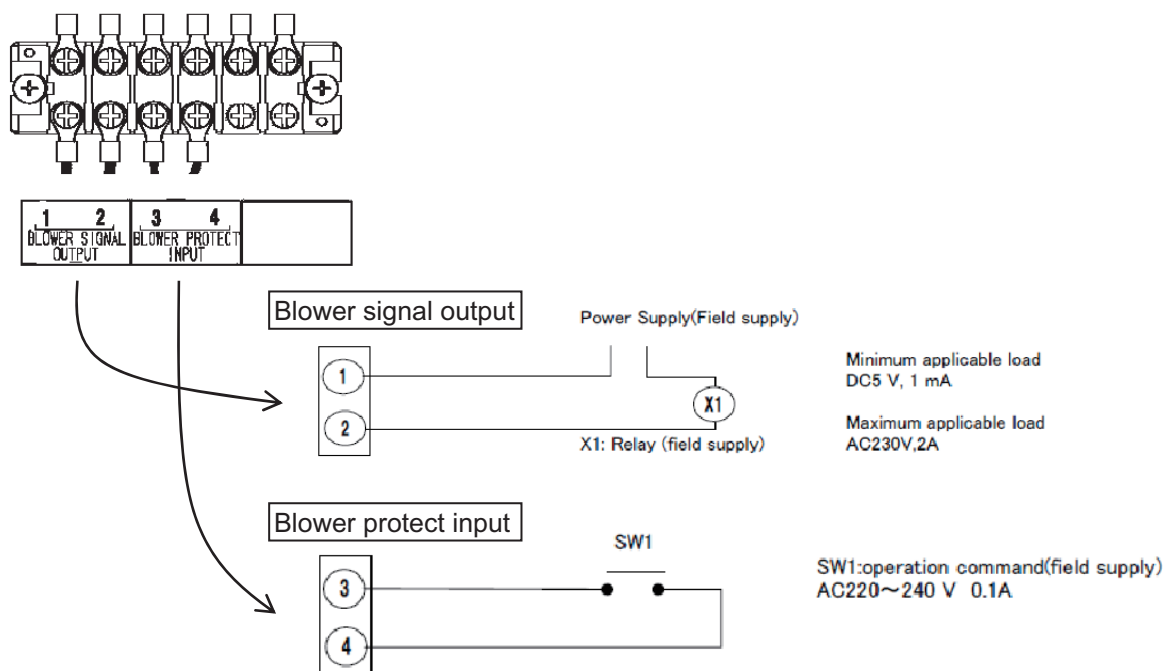 1 2 3 4
BLOWER SIGNAL BLOWER PROTECT
OUTPUT INPUT
Blower signal output
Power Supply(Field supply)
1
X1
2
X1: Relay (field supply)
Minimum applicable load
DC5 V, 1 mA
Maximum applicable load
AC230V,2A
Blower protect input
SW1
3
4
SW1:operation command(field supply)
AC220～240 V 0.1A